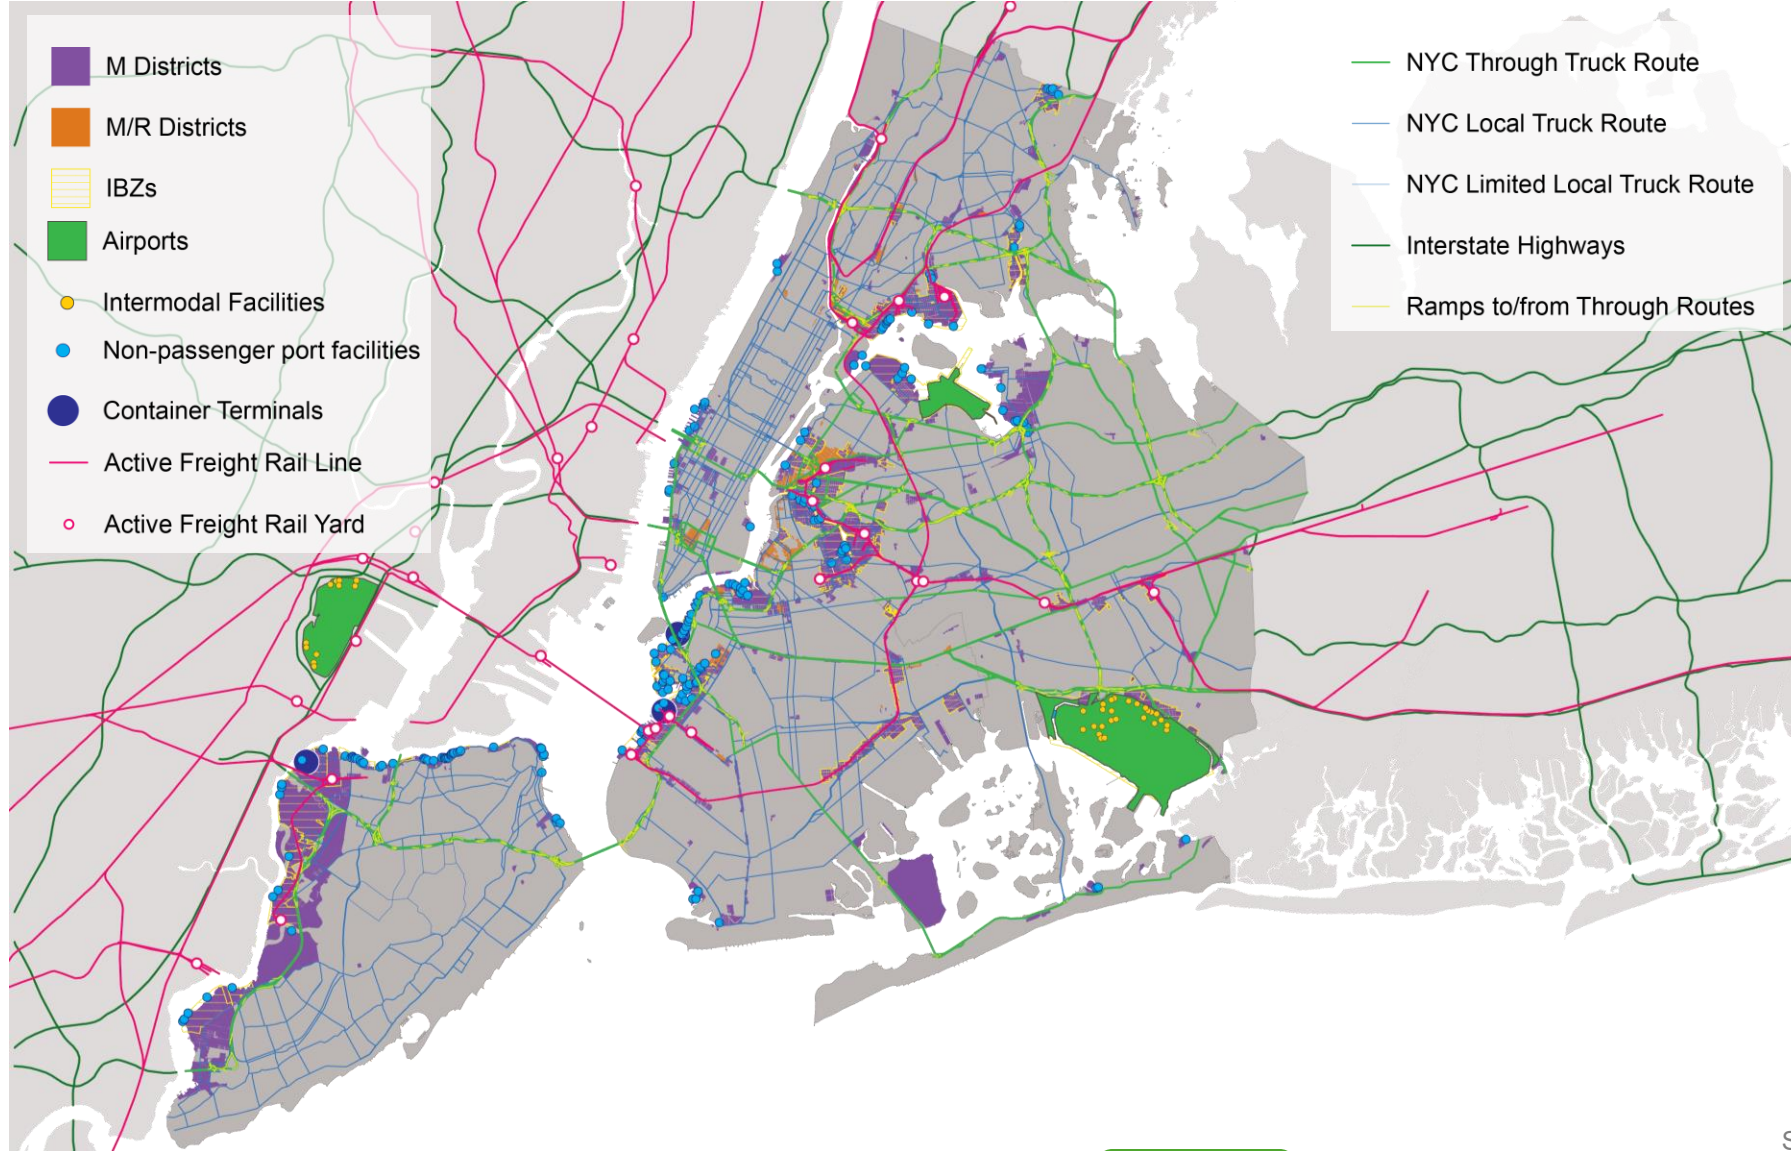 M Districts
M/R Districts
IBZs
Airports
Intermodal Facilities
Non-passenger port facilities
Container Terminals
Active Freight Rail Line
Active Freight Rail Yard
NYC Through Truck Route
NYC Local Truck Route
NYC Limited Local Truck Route
Interstate Highways
Ramps to/from Through Routes
S